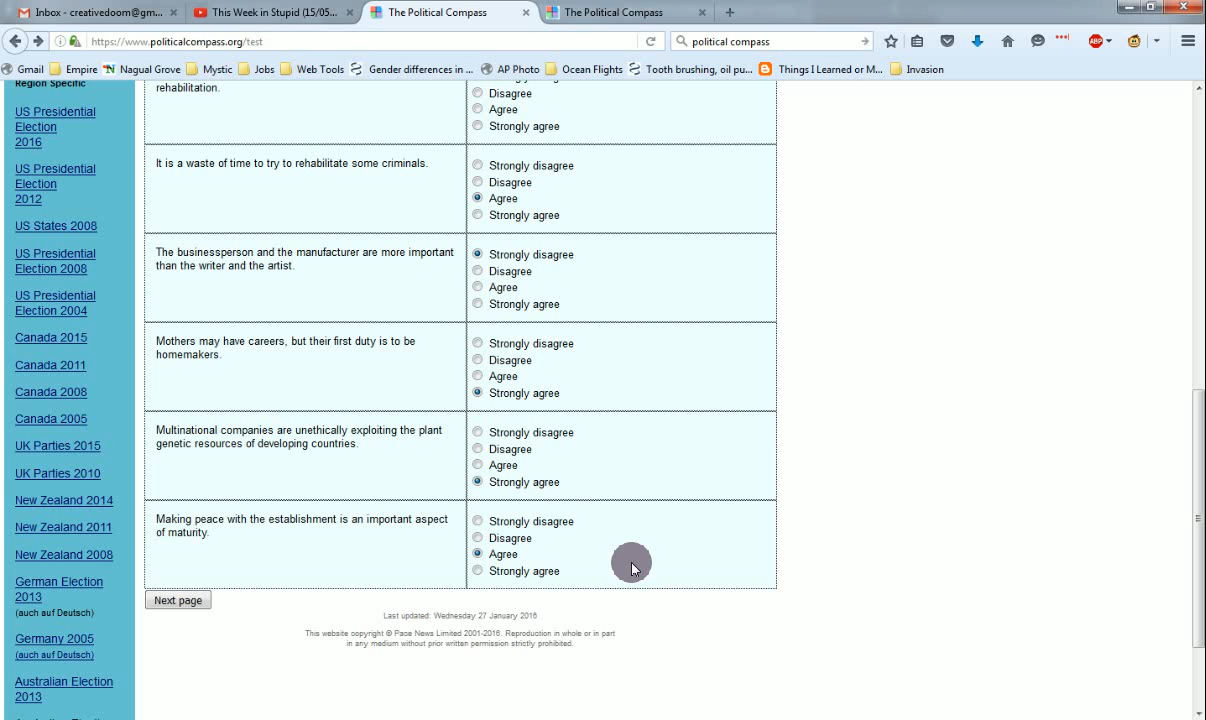 Inbox - creativedoom@gm...
This Week in Stupid (15/05...
The Political Compass
The Political Compass
https://www.politicalcompass.org/test
political compass
ABP
Gmail
Empire
Nagual Grove
Mystic
Jobs
Web Tools
Gender differences in ...
AP Photo
Ocean Flights
Tooth brushing, oil pu...
Things I Learned or M...
Invasion
Region Specific
US Presidential
Election
2016
US Presidential
Election
2012
US States 2008
US Presidential
Election 2008
US Presidential
Election 2004
Canada 2015
Canada 2011
Canada 2008
Canada 2005
UK Parties 2015
UK Parties 2010
New Zealand 2014
New Zealand 2011
New Zealand 2008
German Election
2013
(auch auf Deutsch)
Germany 2005
(auch auf Deutsch)
Australian Election
2013
rehabilitation.
Disagree
Agree
Strongly agree
It is a waste of time to try to rehabilitate some criminals.
Strongly disagree
Disagree
Agree
Strongly agree
The businessperson and the manufacturer are more important
than the writer and the artist.
Strongly disagree
Disagree
Agree
Strongly agree
Mothers may have careers, but their first duty is to be
homemakers.
Strongly disagree
Disagree
Agree
Strongly agree
Multinational companies are unethically exploiting the plant
genetic resources of developing countries.
Strongly disagree
Disagree
Agree
Strongly agree
Making peace with the establishment is an important aspect
of maturity.
Strongly disagree
Disagree
Agree
Strongly agree
Next page
Last updated: Wednesday 27 January 2016
This website copyright © Pace News Limited 2001-2016. Reproduction in whole or in part
in any medium without prior written permission strictly prohibited.